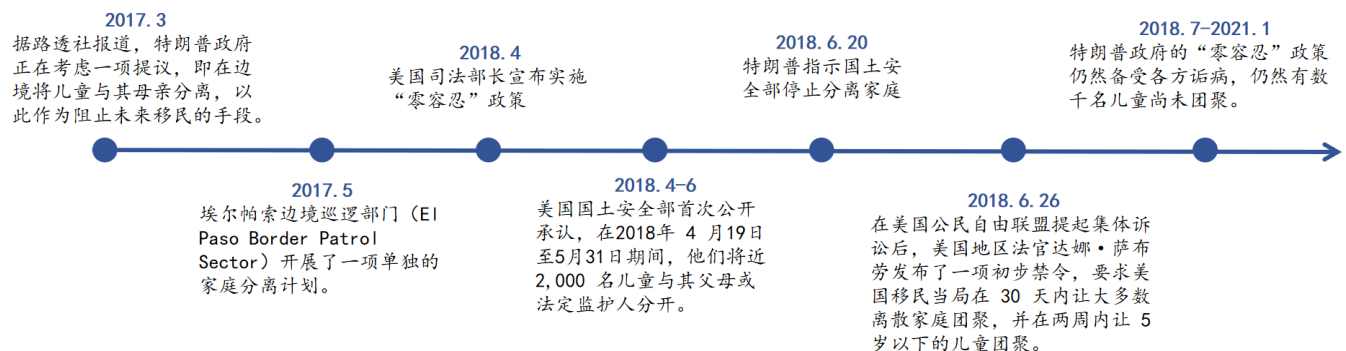 2017.3
据路透社报道，特朗普政府
正在考虑一项提议，即在边
境将儿童与其母亲分离，以
此作为阻止未来移民的手段。
2017.5
埃尔帕索边境巡逻部门（El
Paso Border Patrol
Sector）开展了一项单独的
家庭分离计划。
2018.4
美国司法部长宣布实施
“零容忍”政策
2018.4-6
美国国土安全部首次公开
承认，在2018年 4 月19日
至5月31日期间，他们将近
2,000 名儿童与其父母或
法定监护人分开。
2018.6.20
特朗普指示国土安
全部停止分离家庭
2018.6.26
在美国公民自由联盟提起集体诉
讼后，美国地区法官达娜·萨布
劳发布了一项初步禁令，要求美
国移民当局在 30 天内让大多数
离散家庭团聚，并在两周内让 5
岁以下的儿童团聚。
2018.7-2021.1
特朗普政府的“零容忍”政策
仍然备受各方诟病，仍然有数
千名儿童尚未团聚。